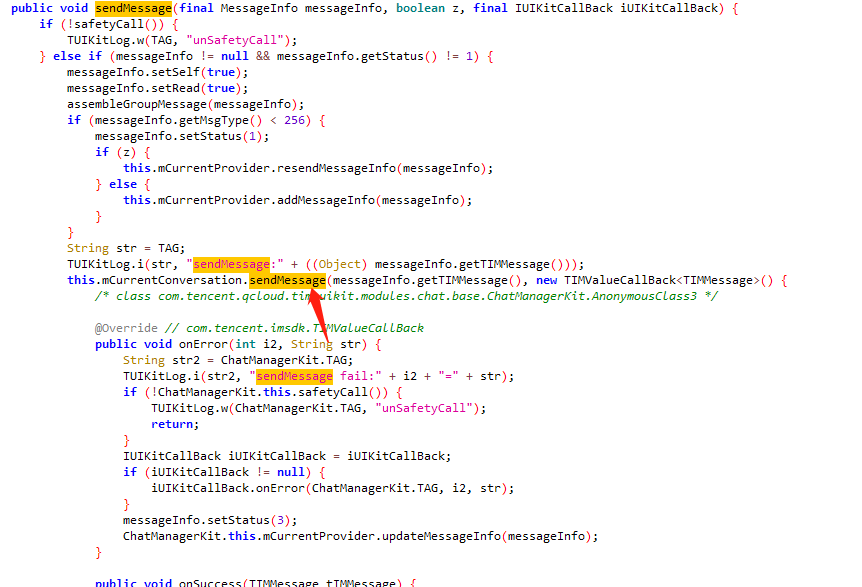 public void sendMessage(final MessageInfo messageInfo, boolean z, final IUIKitCallBack iUIKitCallBack) {
    if (!safetyCall()) {
        TUIKitLog.w(TAG, "unSafetyCall");
    } else if (messageInfo != null && messageInfo.getStatus() != 1) {
        messageInfo.setSelf(true);
        messageInfo.setRead(true);
        assembleGroupMessage(messageInfo);
        if (messageInfo.getMsgType() < 256) {
            messageInfo.setStatus(1);
            if (z) {
                this.mCurrentProvider.resendMessageInfo(messageInfo);
            } else {
                this.mCurrentProvider.addMessageInfo(messageInfo);
            }
        }
        String str = TAG;
        TUIKitLog.i(str, "sendMessage:" + ((Object) messageInfo.getTIMMessage()));
        this.mCurrentConversation.sendMessage(messageInfo.getTIMMessage(), new TIMValueCallBack<TIMMessage>() {
            /* class com.tencent.qcloud.tim.uikit.modules.chat.base.ChatManagerKit.AnonymousClass3 */

            @Override // com.tencent.imsdk.TIMValueCallBack
            public void onError(int i2, String str) {
                String str2 = ChatManagerKit.TAG;
                TUIKitLog.i(str2, "sendMessage fail:" + i2 + "=" + str);
                if (!ChatManagerKit.this.safetyCall()) {
                    TUIKitLog.w(ChatManagerKit.TAG, "unSafetyCall");
                    return;
                }
                IUIKitCallBack iUIKitCallBack = iUIKitCallBack;
                if (iUIKitCallBack != null) {
                    iUIKitCallBack.onError(ChatManagerKit.TAG, i2, str);
                }
                messageInfo.setStatus(3);
                ChatManagerKit.this.mCurrentProvider.updateMessageInfo(messageInfo);
            }

            public void onSuccess(TIMMessage tIMMessage) {